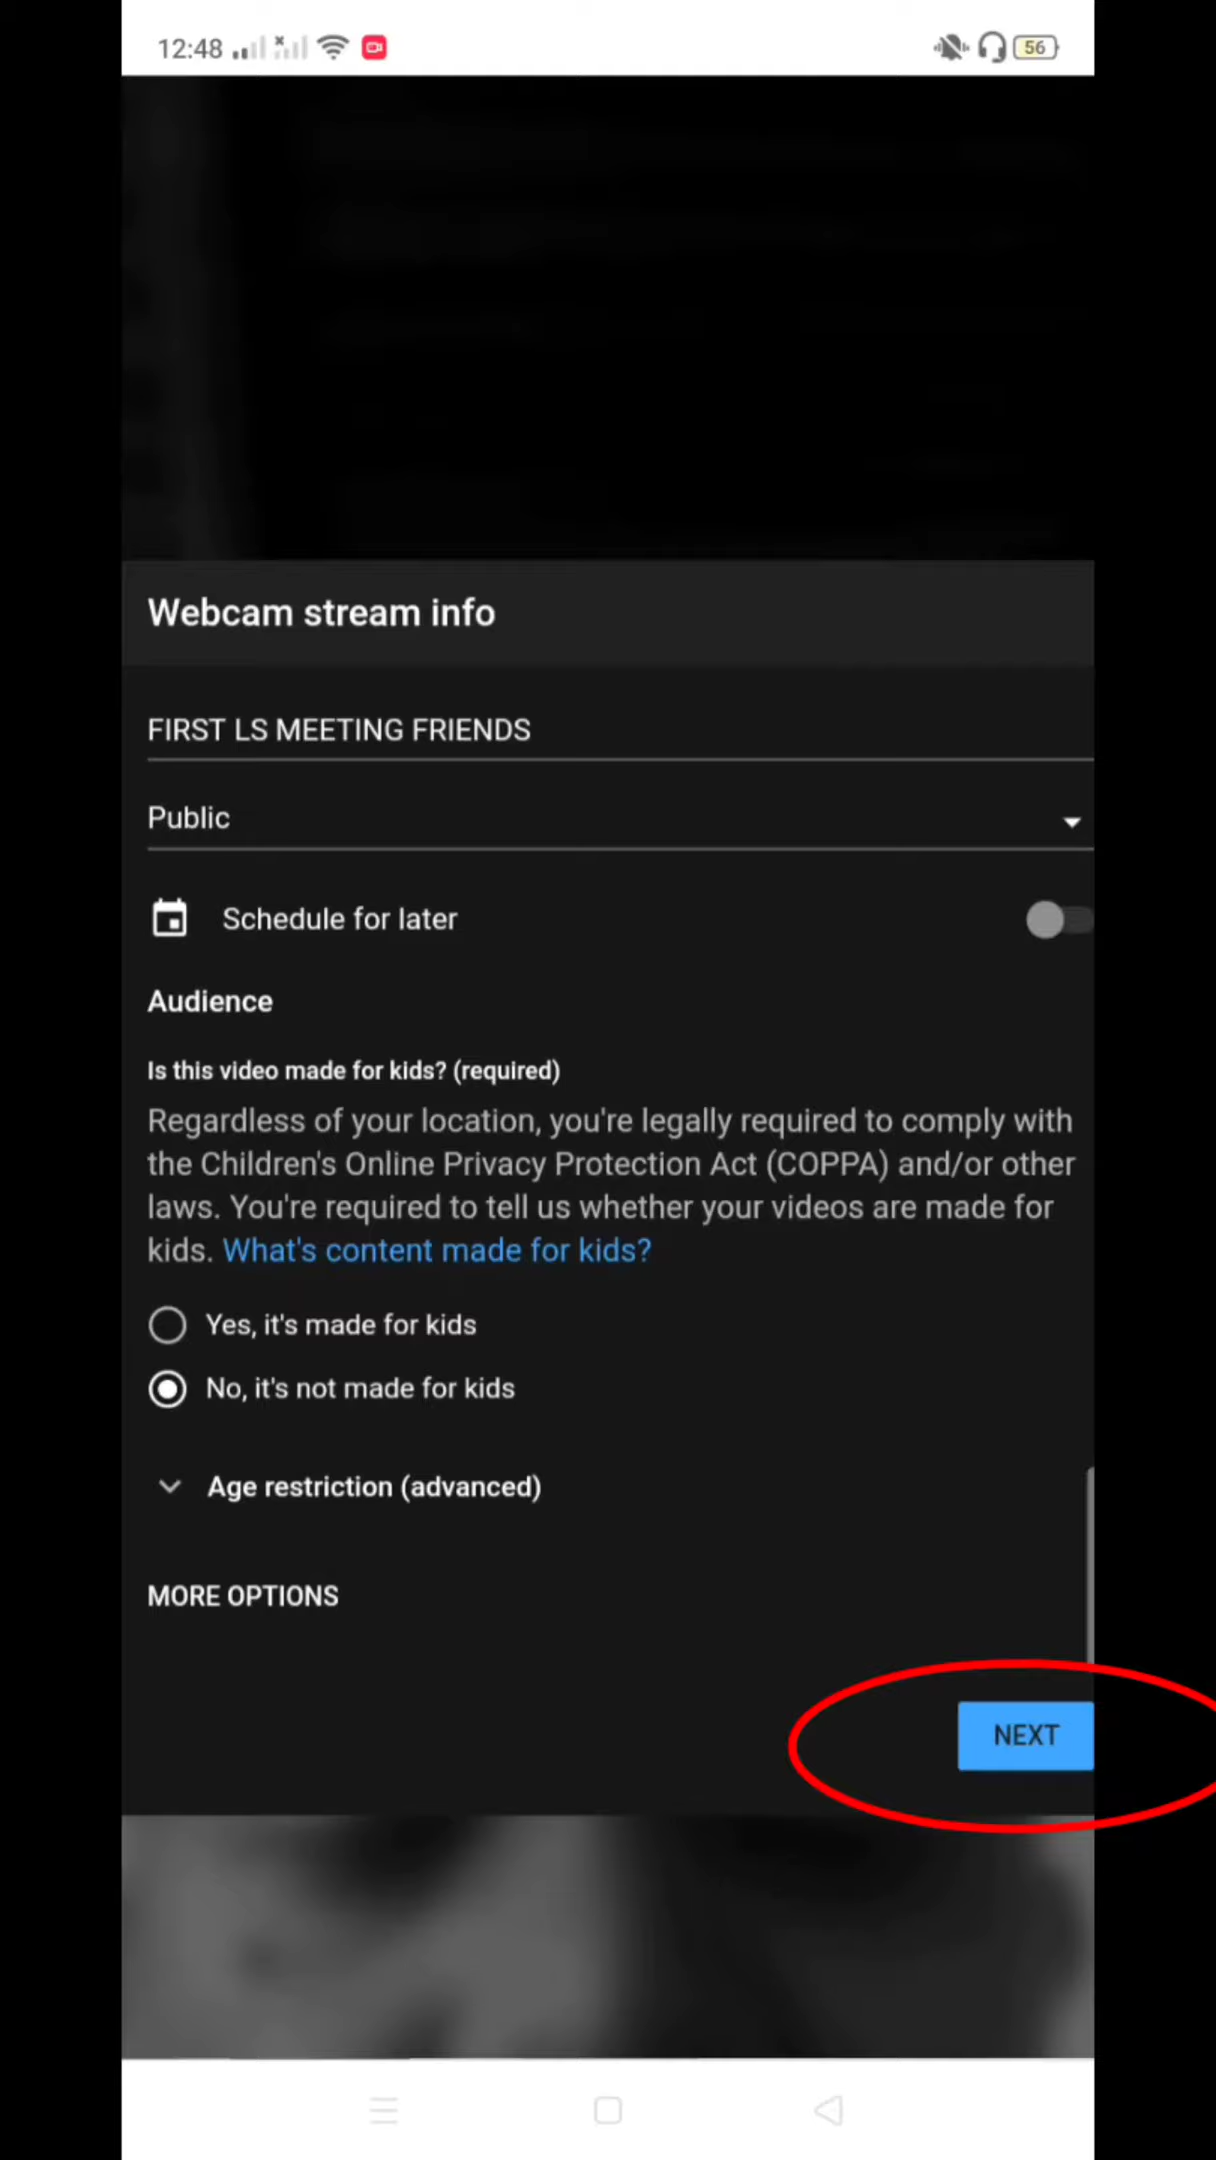 12:48
56
Webcam stream info
FIRST LS MEETING FRIENDS
Public
Schedule for later
Audience
Is this video made for kids? (required)
Regardless of your location, you're legally required to comply with
the Children's Online Privacy Protection Act (COPPA) and/or other
laws. You're required to tell us whether your videos are made for
kids. What's content made for kids?
Yes, it's made for kids
No, it's not made for kids
Age restriction (advanced)
MORE OPTIONS
NEXT